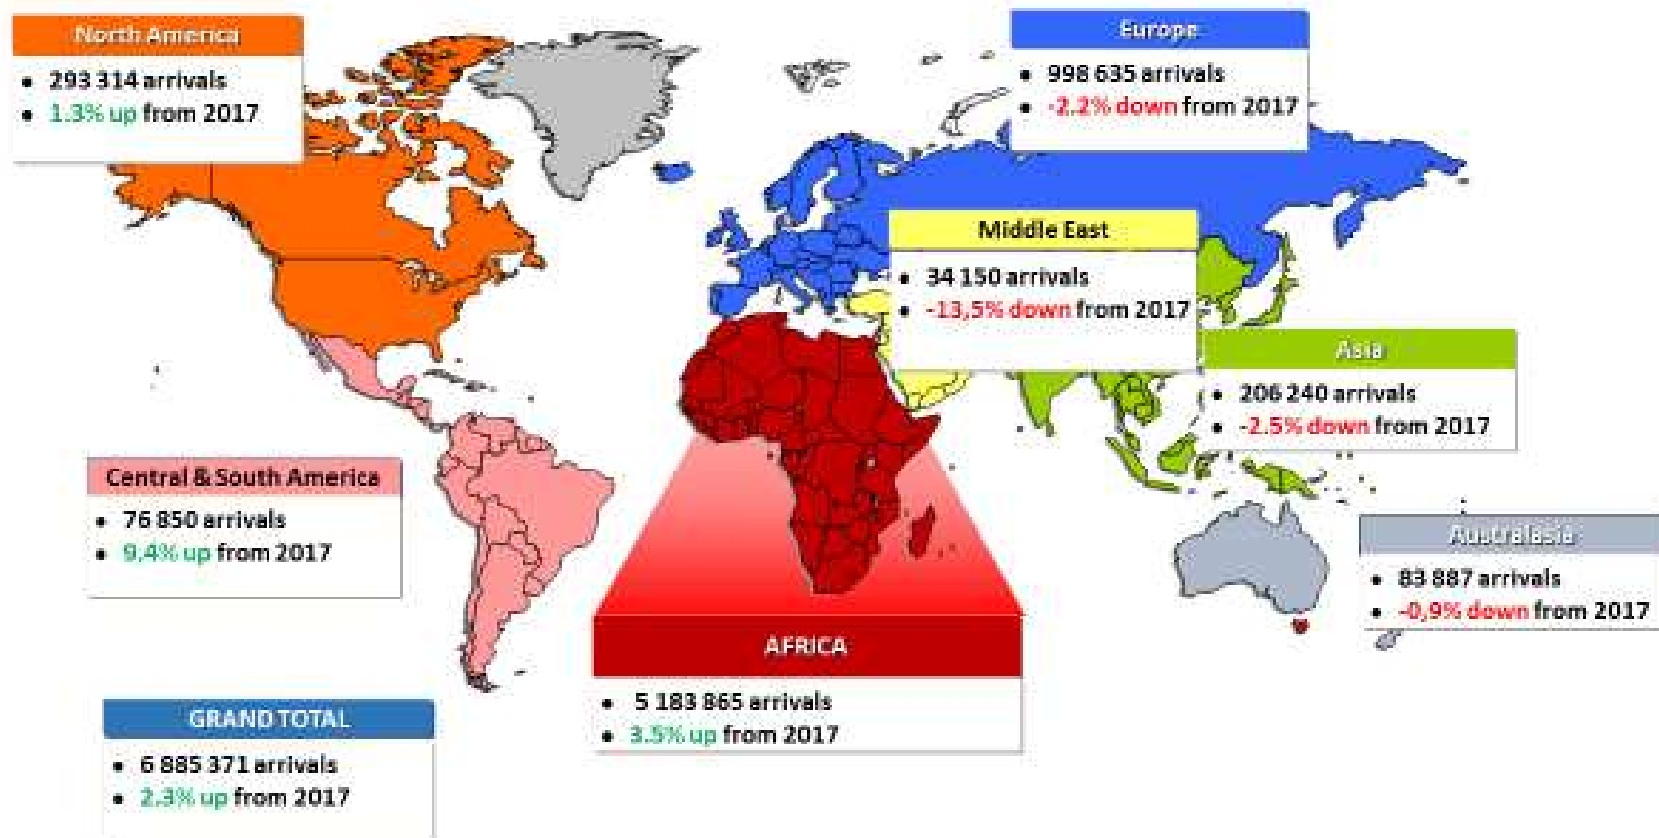 North America
• 293 314 arrivals
• 1.3% up from 2017
Europe
• 998 635 arrivals
• -2.2% down from 2017
Middle East
• 34 150 arrivals
• -13,5% down from 2017
Asia
• 206 240 arrivals
• -2.5% down from 2017
Central & South America
• 76 850 arrivals
• 9,4% up from 2017
Australasia
• 83 887 arrivals
• -0,9% down from 2017
AFRICA
• 5 183 865 arrivals
• 3.5% up from 2017
GRAND TOTAL
• 6 885 371 arrivals
• 2.3% up from 2017